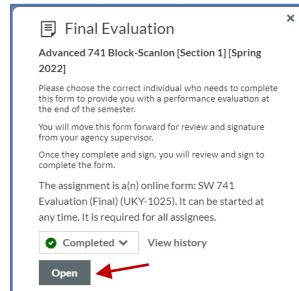 Final Evaluation
Advanced 741 Block-Scanlon [Section 1] [Spring
2022]
Please choose the correct individual who needs to complete
this form to provide you with a performance evaluation at
the end of the semester.
You will move this form forward for review and signature
from your agency supervisor.
Once they complete and sign, you will review and sign to
complete the form.
The assignment is a(n) online form: SW 741
Evaluation (Final) (UKY-1025). It can be started at
any time. It is required for all assignees.
Completed View history
Open